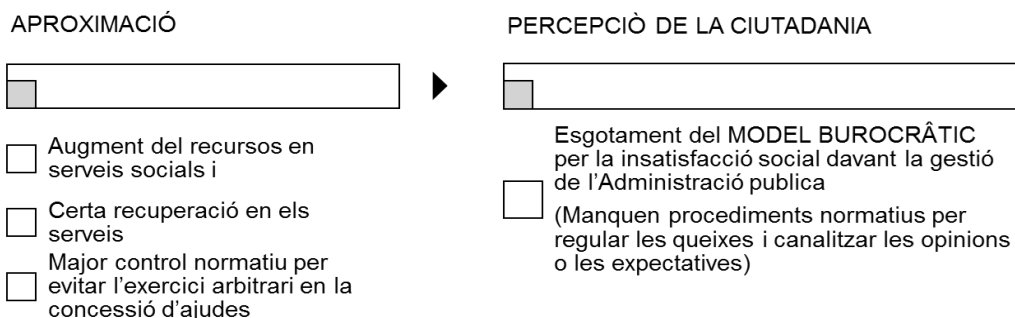 APROXIMACIÓ
Augment del recursos en
serveis socials i
Certa recuperació en els
serveis
Major control normatiu per
evitar l’exercici arbitrari en la
concessió d’ajudes
PERCEPCIÒ DE LA CIUTADANIA
Esgotament del MODEL BUROCRÂTIC
per la insatisfacció social davant la gestió
de l’Administració publica
(Manquen procediments normatius per
regular les queixes i canalitzar les opinions
o les expectatives)